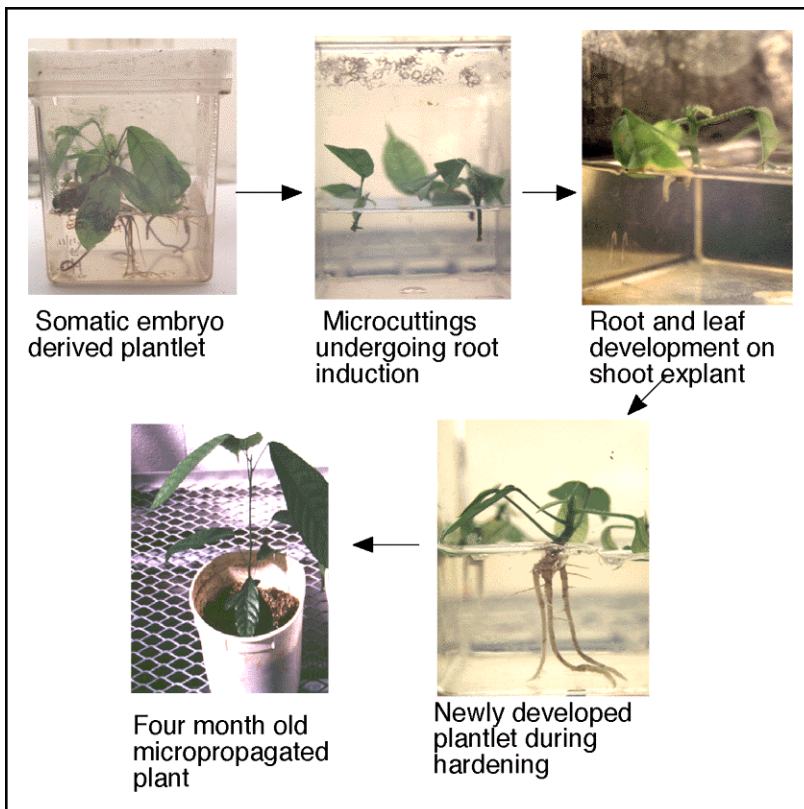 Somatic embryo
derived plantlet
Microcuttings
undergoing root
induction
Root and leaf
development on
shoot explant
Four month old
micropropagated
plant
Newly developed
plantlet during
hardening